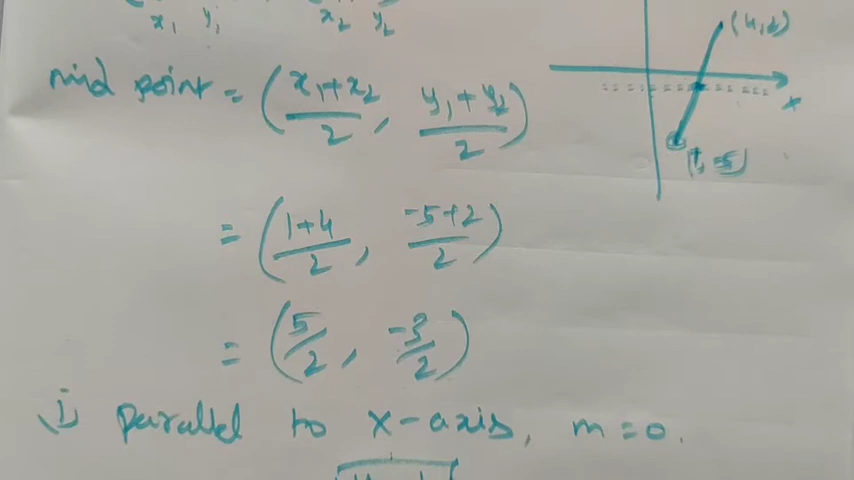 x₁ y₁ x₂ y₂
(4,2)
mid point = (x₁+x₂/2, y₁+y₂/2)
x
(1,-5)
= (1+4/2, -5+2/2)
= (5/2, -3/2)
i) parallel to x-axis, m=0.